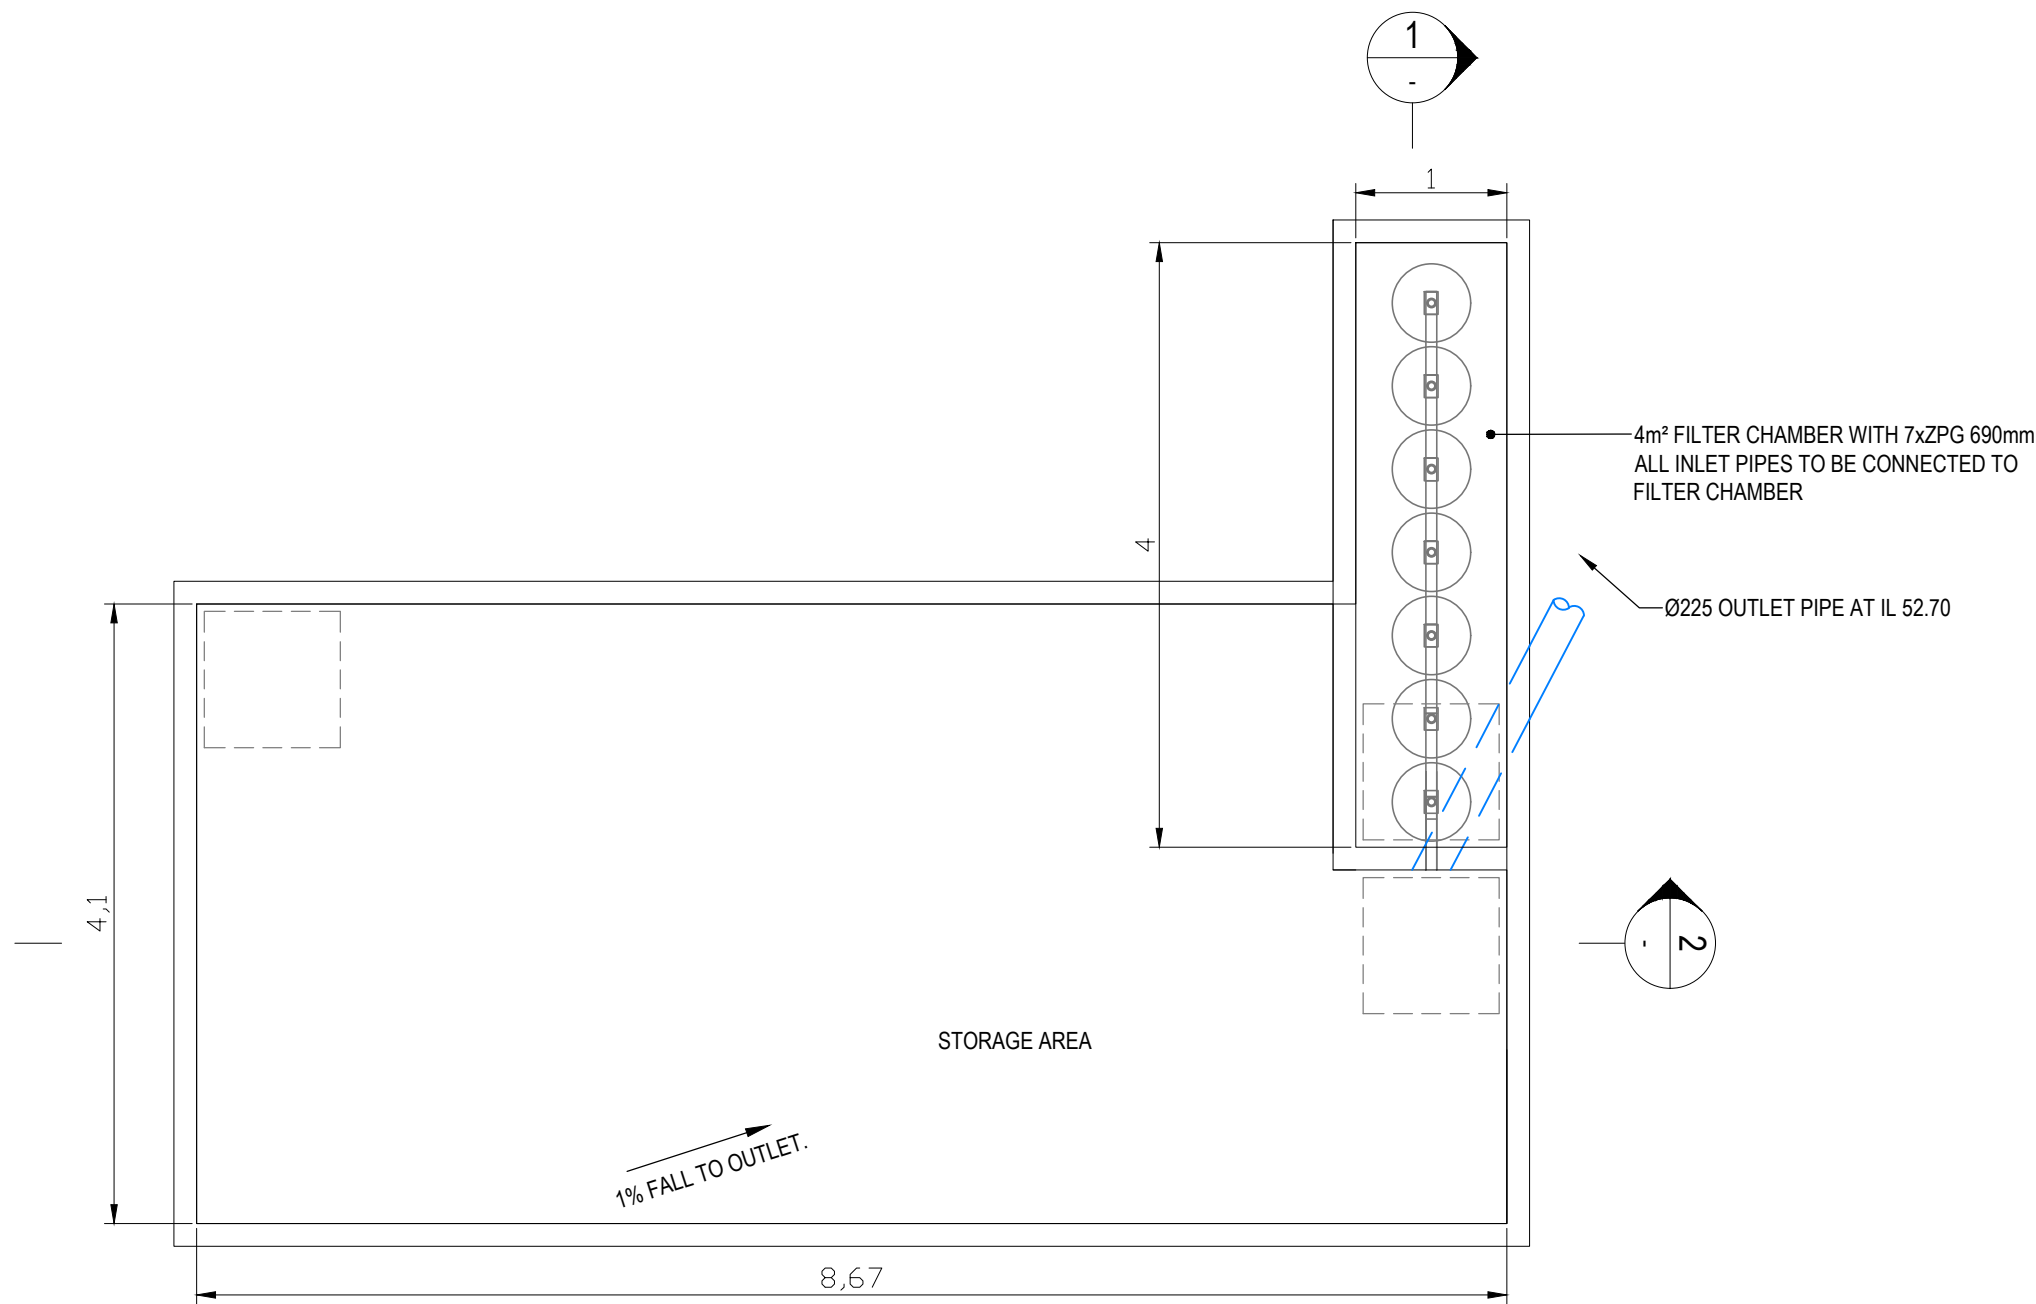 1
-
1
4m² FILTER CHAMBER WITH 7xZPG 690mm
ALL INLET PIPES TO BE CONNECTED TO
FILTER CHAMBER
4
Ø225 OUTLET PIPE AT IL 52.70
4,1
2
-
STORAGE AREA
1% FALL TO OUTLET.
8,67